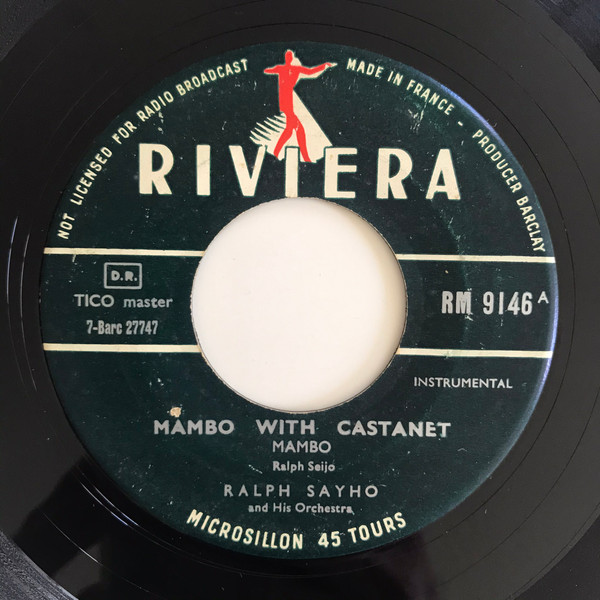 NOT LICENSED FOR RADIO BROADCAST
MADE IN FRANCE - PRODUCER BARCLAY
RIVIERA
D.R.
TICO master
7-Barc 27747
RM 9146 A
INSTRUMENTAL
MAMBO WITH CASTANET
MAMBO
Ralph Seijo
RALPH SAYHO
and His Orchestra
MICROSILLON 45 TOURS